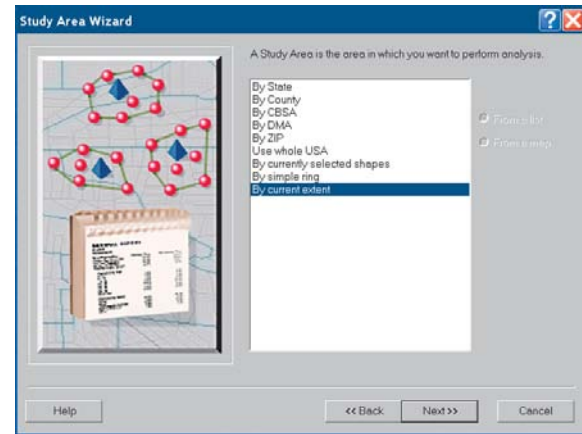 Study Area Wizard
A Study Area is the area in which you want to perform analysis.
By State
By County
By CBSA
By DMA
By ZIP
Use whole USA
By currently selected shapes
By simple ring
By current extent
From a list
From a map
Help
<< Back
Next >>
Cancel